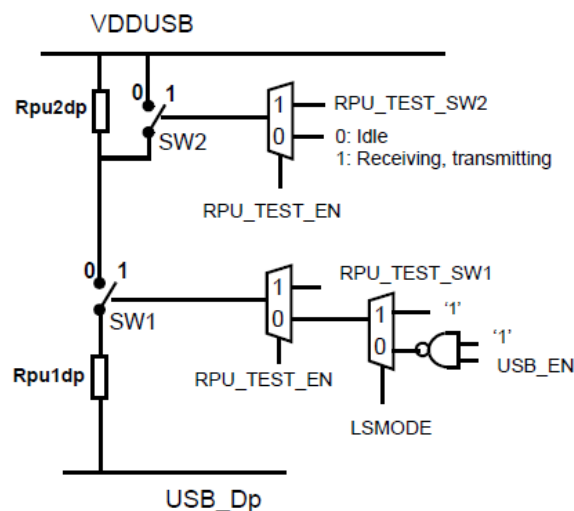 VDDUSB
Rpu2dp
0 1
SW2
1
0
RPU_TEST_SW2
0: Idle
1: Receiving, transmitting
RPU_TEST_EN
0 1
SW1
1
0
RPU_TEST_SW1
1
0
'1'
'1'
USB_EN
Rpu1dp
RPU_TEST_EN
LSMODE
USB_Dp